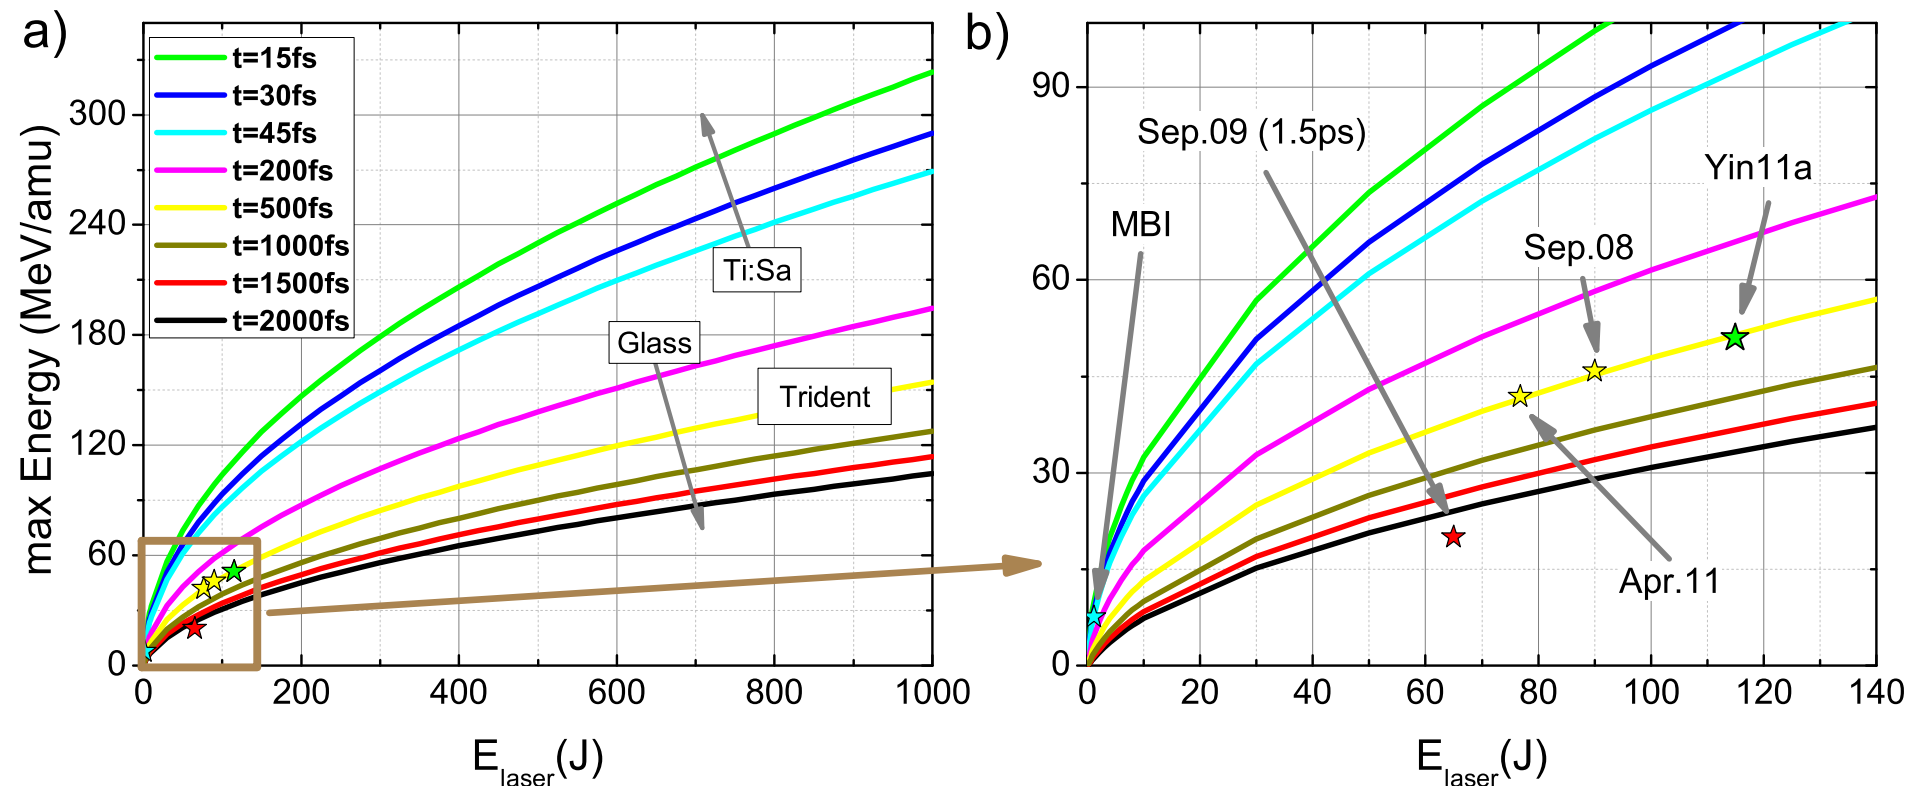 a)
t=15fs
t=30fs
t=45fs
t=200fs
t=500fs
t=1000fs
t=1500fs
t=2000fs
Ti:Sa
Glass
Trident
max Energy (MeV/amu)
300
240
180
120
60
0
0 200 400 600 800 1000
E_laser (J)
b)
Sep.09 (1.5ps)
Yin11a
MBI
Sep.08
Apr.11
90
60
30
0
0 20 40 60 80 100 120 140
E_laser (J)